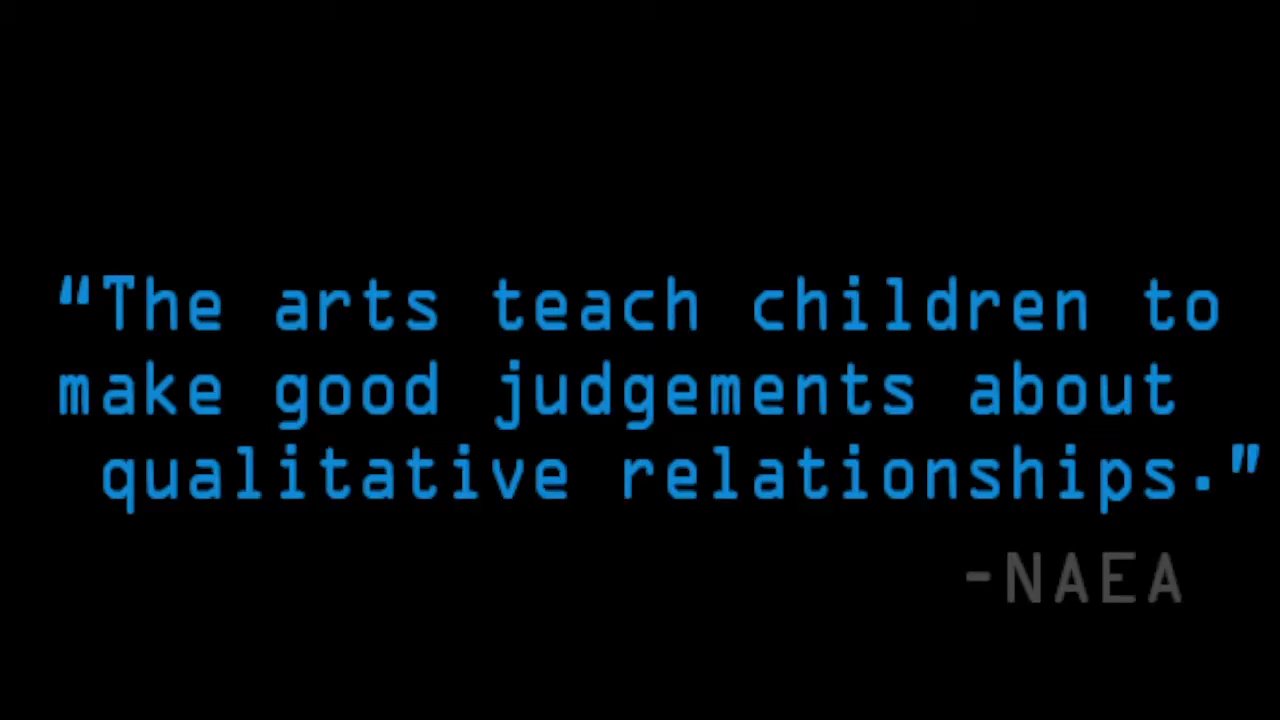 “The arts teach children to
make good judgements about
qualitative relationships.”
-NAEA